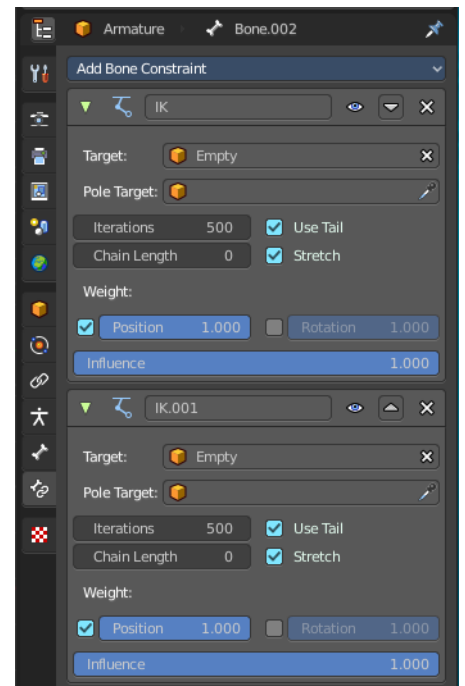 Armature Bone.002
Add Bone Constraint
IK
Target: Empty
Pole Target:
Iterations 500 Use Tail
Chain Length 0 Stretch
Weight:
Position 1.000 Rotation 1.000
Influence 1.000
IK.001
Target: Empty
Pole Target:
Iterations 500 Use Tail
Chain Length 0 Stretch
Weight:
Position 1.000 Rotation 1.000
Influence 1.000